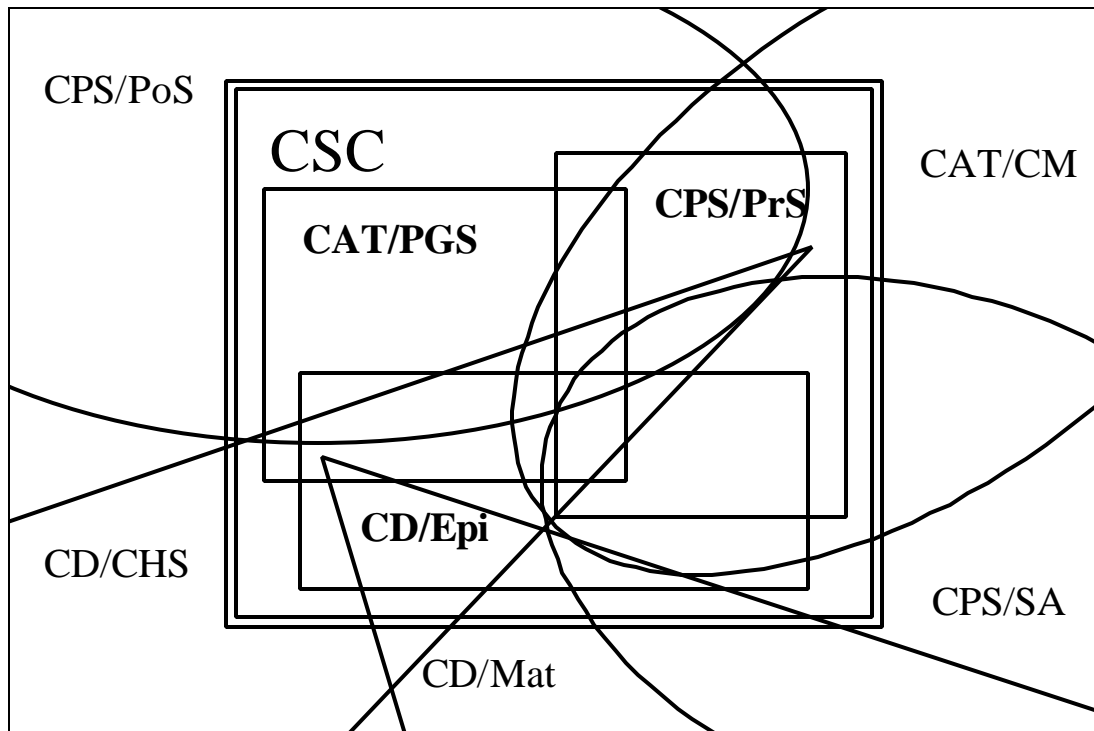 CPS/PoS
CSC
CAT/CM
CPS/PrS
CAT/PGS
CD/Epi
CD/CHS
CPS/SA
CD/Mat